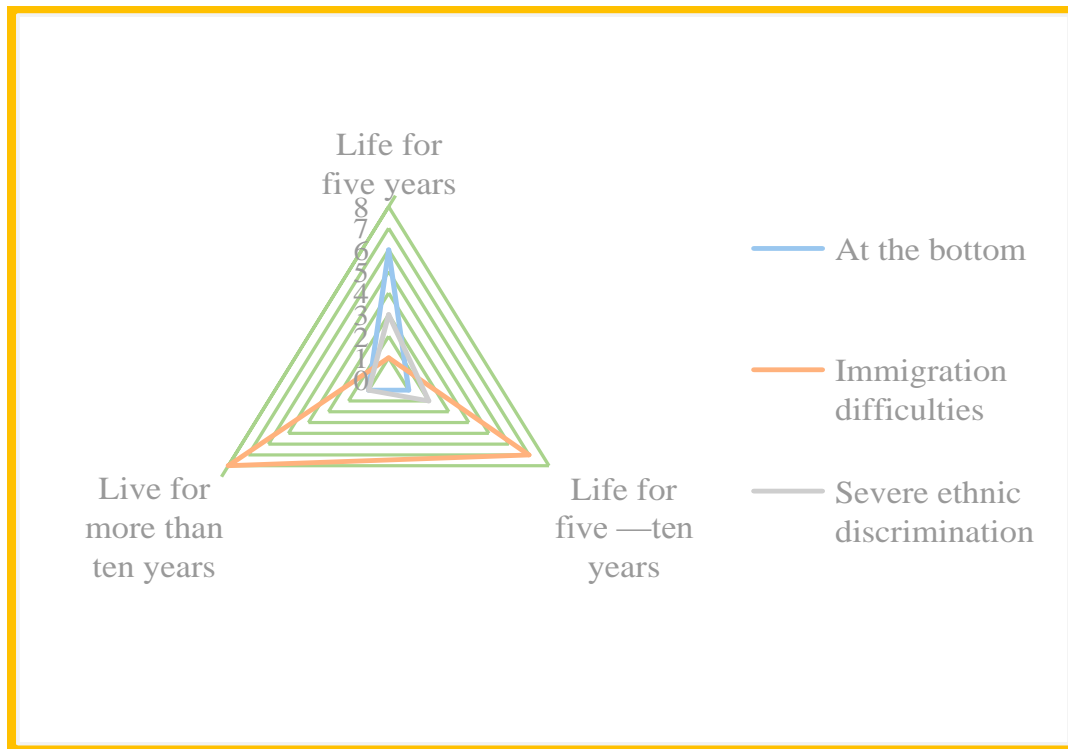 Life for
five years
8
7
6
5
4
3
2
1
0
Live for
more than
ten years
Life for
five —ten
years
At the bottom
Immigration
difficulties
Severe ethnic
discrimination